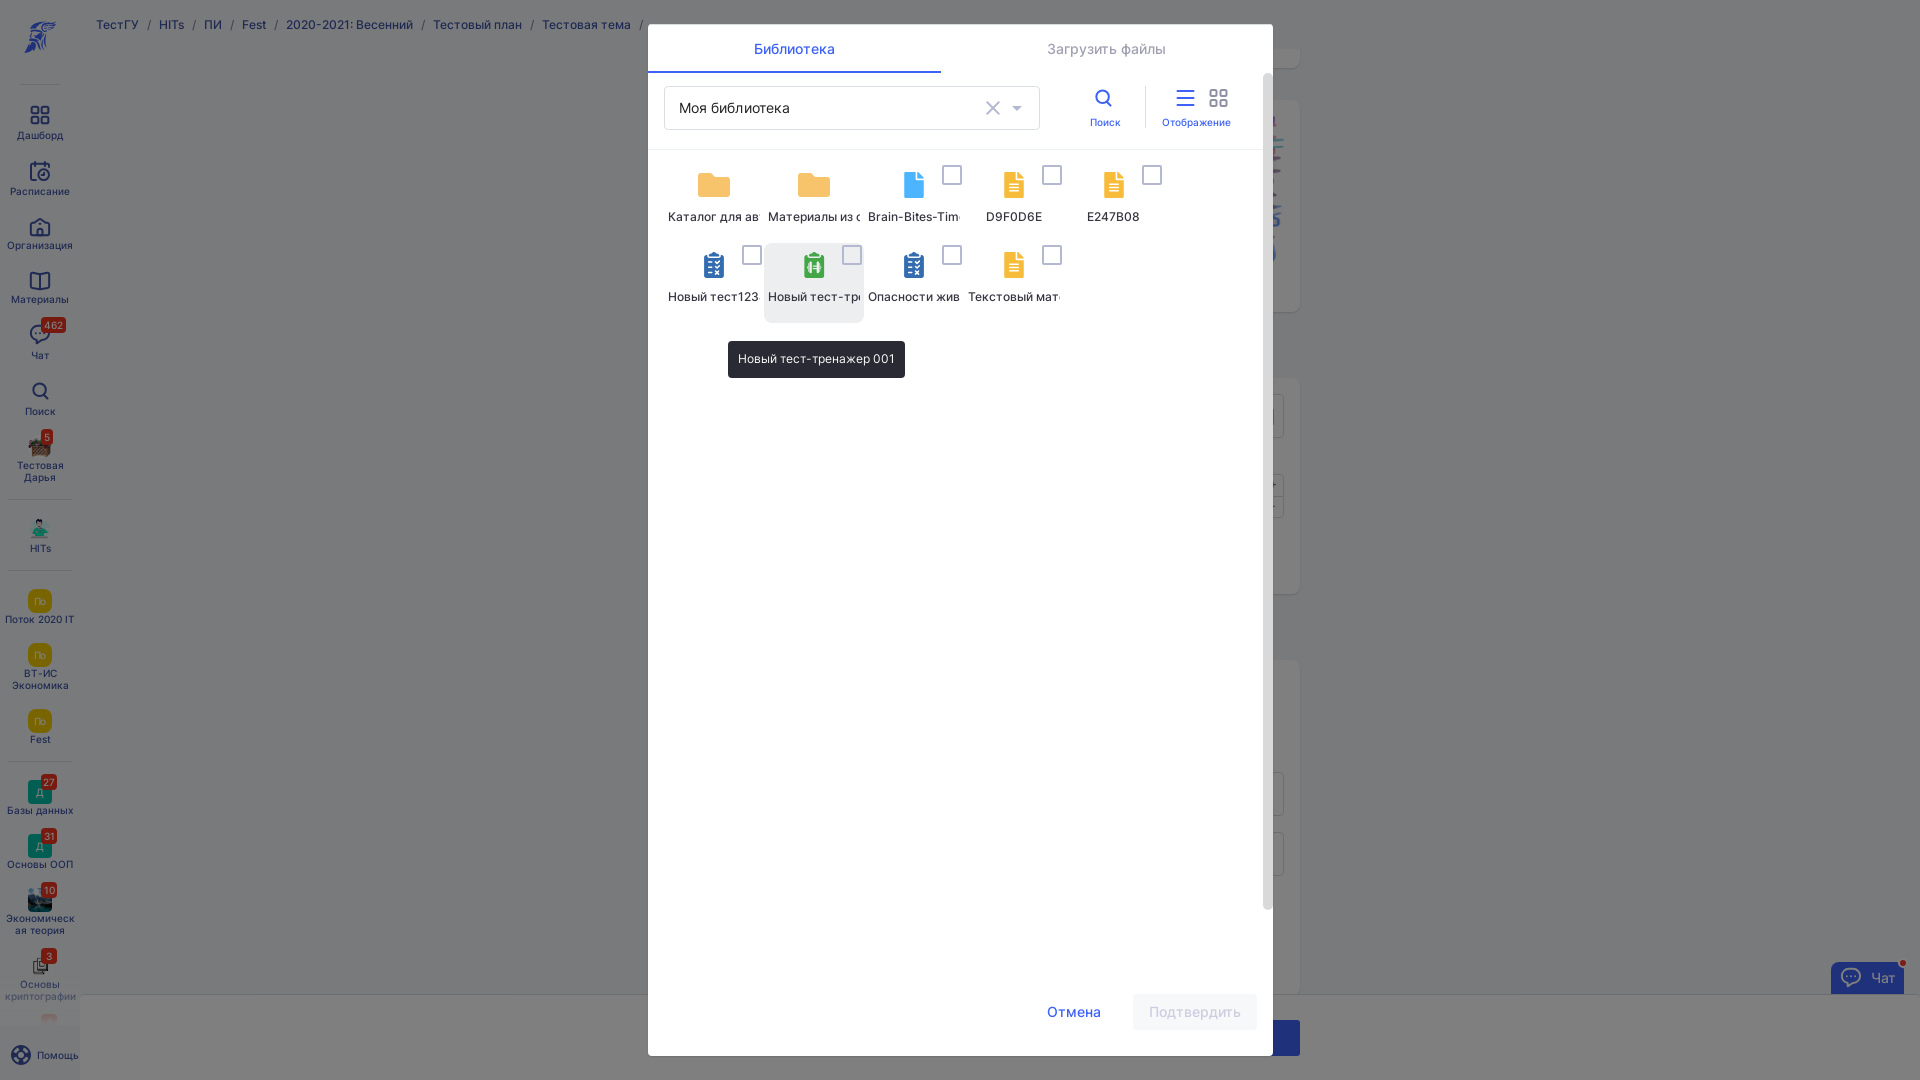 ТестГУ / HITs / ПИ / Fest / 2020-2021: Весенний / Тестовый план / Тестовая тема /
Дашборд
Расписание
Организация
Материалы
462
Чат
Поиск
5
Тестовая
Дарья
HITs
По
Поток 2020 IT
По
ВТ-ИС
Экономика
По
Fest
27
Д
Базы данных
31
Д
Основы ООП
10
Экономическ
ая теория
3
Основы
криптографии
Помощь
Библиотека
Загрузить файлы
Моя библиотека
Поиск
Отображение
Каталог для ав
Материалы из с
Brain-Bites-Tim
D9F0D6E
E247B08
Новый тест123
Новый тест-тре
Опасности жив
Текстовый мат
Новый тест-тренажер 001
Отмена
Подтвердить
Чат